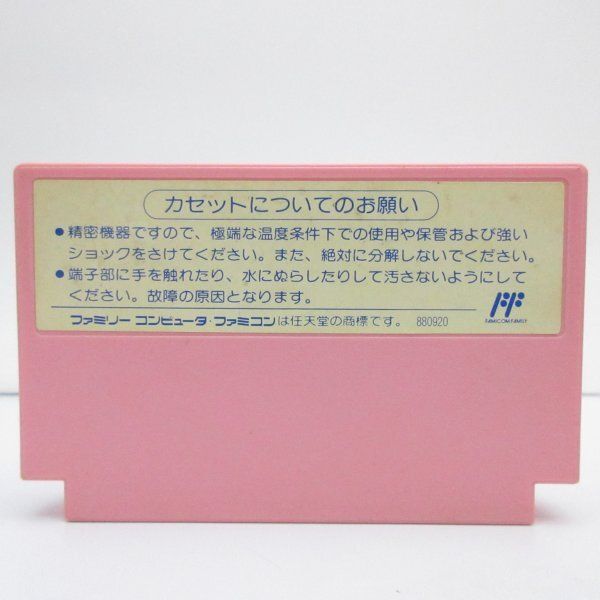 カセットについてのお願い
●精密機器ですので、極端な温度条件下での使用や保管および強い
ショックをさけてください。また、絶対に分解しないでください。
●端子部に手を触れたり、水にぬらしたりして汚さないようにして
ください。故障の原因となります。
ファミリーコンピュータ・ファミコンは任天堂の商標です。 880920
FAMICOM FAMILY